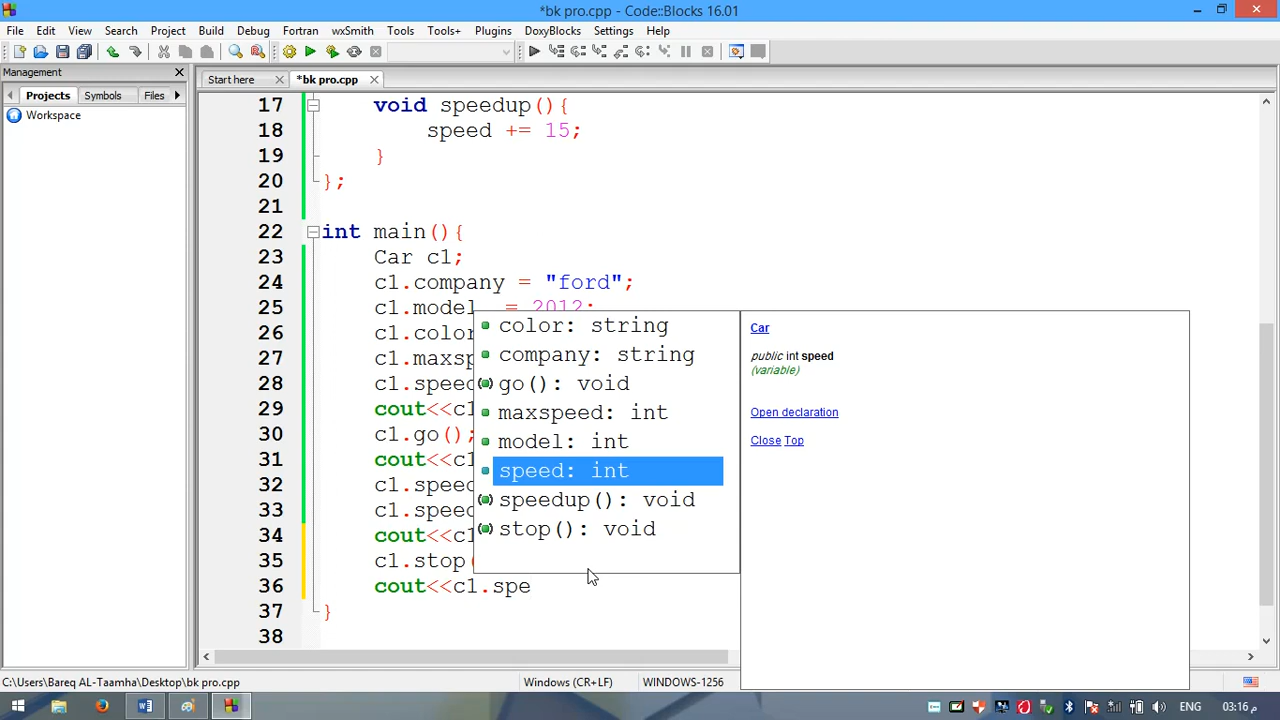 *bk pro.cpp - Code::Blocks 16.01
File Edit View Search Project Build Debug Fortran wxSmith Tools Tools+ Plugins DoxyBlocks Settings Help
Management
Start here *bk pro.cpp
Projects Symbols Files
Workspace
17 void speedup(){
18 speed += 15;
19 }
20 };
21
22 int main(){
23 Car c1;
24 c1.company = "ford";
25 c1.model = 2012;
26 c1.color
27 c1.maxsp
28 c1.speed
29 cout<<c1
30 c1.go();
31 cout<<c1
32 c1.speed
33 c1.speed
34 cout<<c1
35 c1.stop(
36 cout<<c1.spe
37 }
38
color: string
company: string
go(): void
maxspeed: int
model: int
speed: int
speedup(): void
stop(): void
Car
public int speed
(variable)
Open declaration
Close Top
C:\Users\Bareq AL-Taamha\Desktop\bk pro.cpp Windows (CR+LF) WINDOWS-1256
ENG 03:16 م